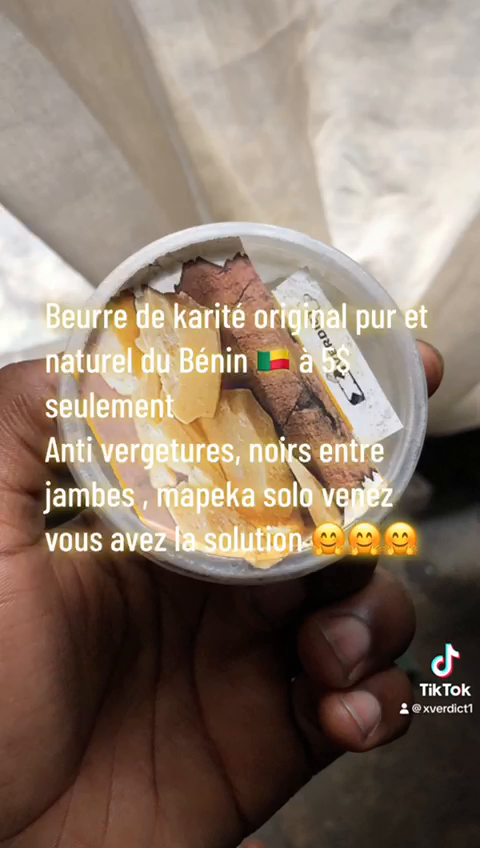 Beurre de karité original pur et
naturel du Bénin 🇧🇯 à 5$
seulement
Anti vergetures, noirs entre
jambes , mapeka solo venez
vous avez la solution 🤗🤗🤗
VERDICT
TikTok
@xverdict1